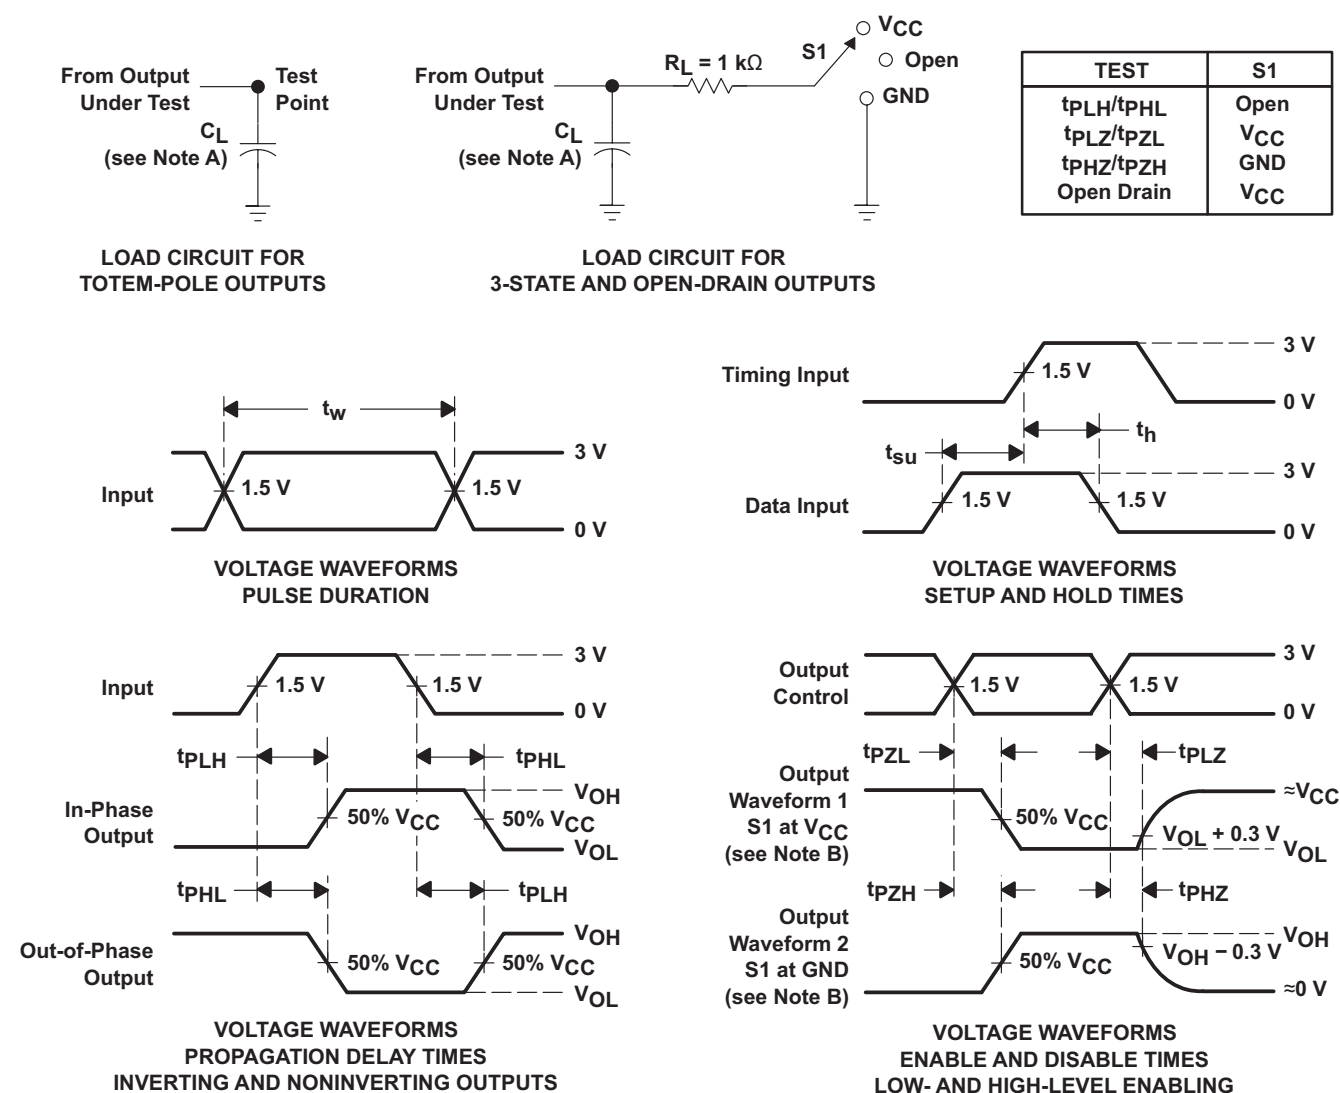 From Output
Under Test
Test
Point
CL
(see Note A)
LOAD CIRCUIT FOR
TOTEM-POLE OUTPUTS
From Output
Under Test
RL = 1 kΩ
S1
VCC
Open
GND
CL
(see Note A)
LOAD CIRCUIT FOR
3-STATE AND OPEN-DRAIN OUTPUTS
TEST S1
tPLH/tPHL Open
tPLZ/tPZL VCC
tPHZ/tPZH GND
Open Drain VCC
tw
Input
1.5 V
1.5 V
3 V
0 V
VOLTAGE WAVEFORMS
PULSE DURATION
Timing Input
1.5 V
3 V
0 V
tsu
th
Data Input
1.5 V
1.5 V
3 V
0 V
VOLTAGE WAVEFORMS
SETUP AND HOLD TIMES
Input
1.5 V
1.5 V
3 V
0 V
tPLH
tPHL
In-Phase
Output
50% VCC
50% VCC
VOH
VOL
tPHL
tPLH
Out-of-Phase
Output
50% VCC
50% VCC
VOH
VOL
VOLTAGE WAVEFORMS
PROPAGATION DELAY TIMES
INVERTING AND NONINVERTING OUTPUTS
Output
Control
1.5 V
1.5 V
3 V
0 V
tPZL
tPLZ
Output
Waveform 1
S1 at VCC
(see Note B)
50% VCC
VOL + 0.3 V
≈VCC
VOL
tPZH
tPHZ
Output
Waveform 2
S1 at GND
(see Note B)
50% VCC
VOH − 0.3 V
VOH
≈0 V
VOLTAGE WAVEFORMS
ENABLE AND DISABLE TIMES
LOW- AND HIGH-LEVEL ENABLING